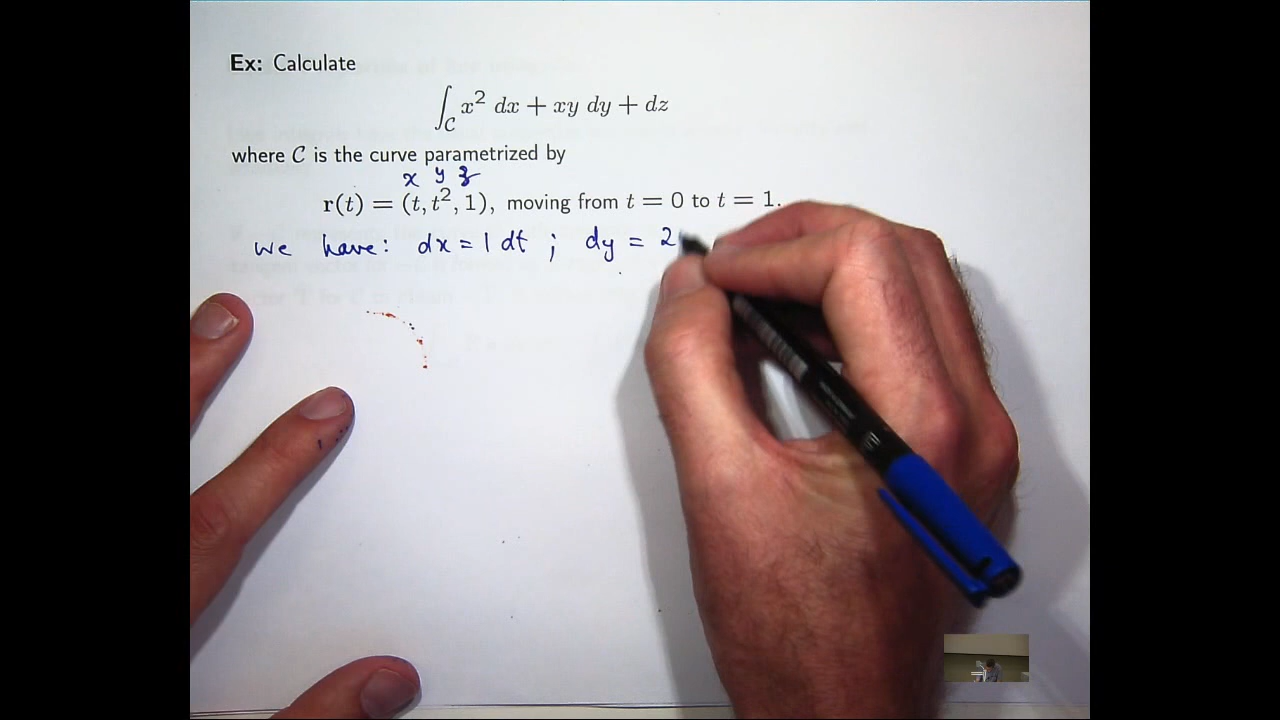 Ex: Calculate
∫_C x² dx + xy dy + dz
where C is the curve parametrized by
x y z
r(t) = (t, t², 1), moving from t = 0 to t = 1.
we have: dx = 1 dt ; dy = 2